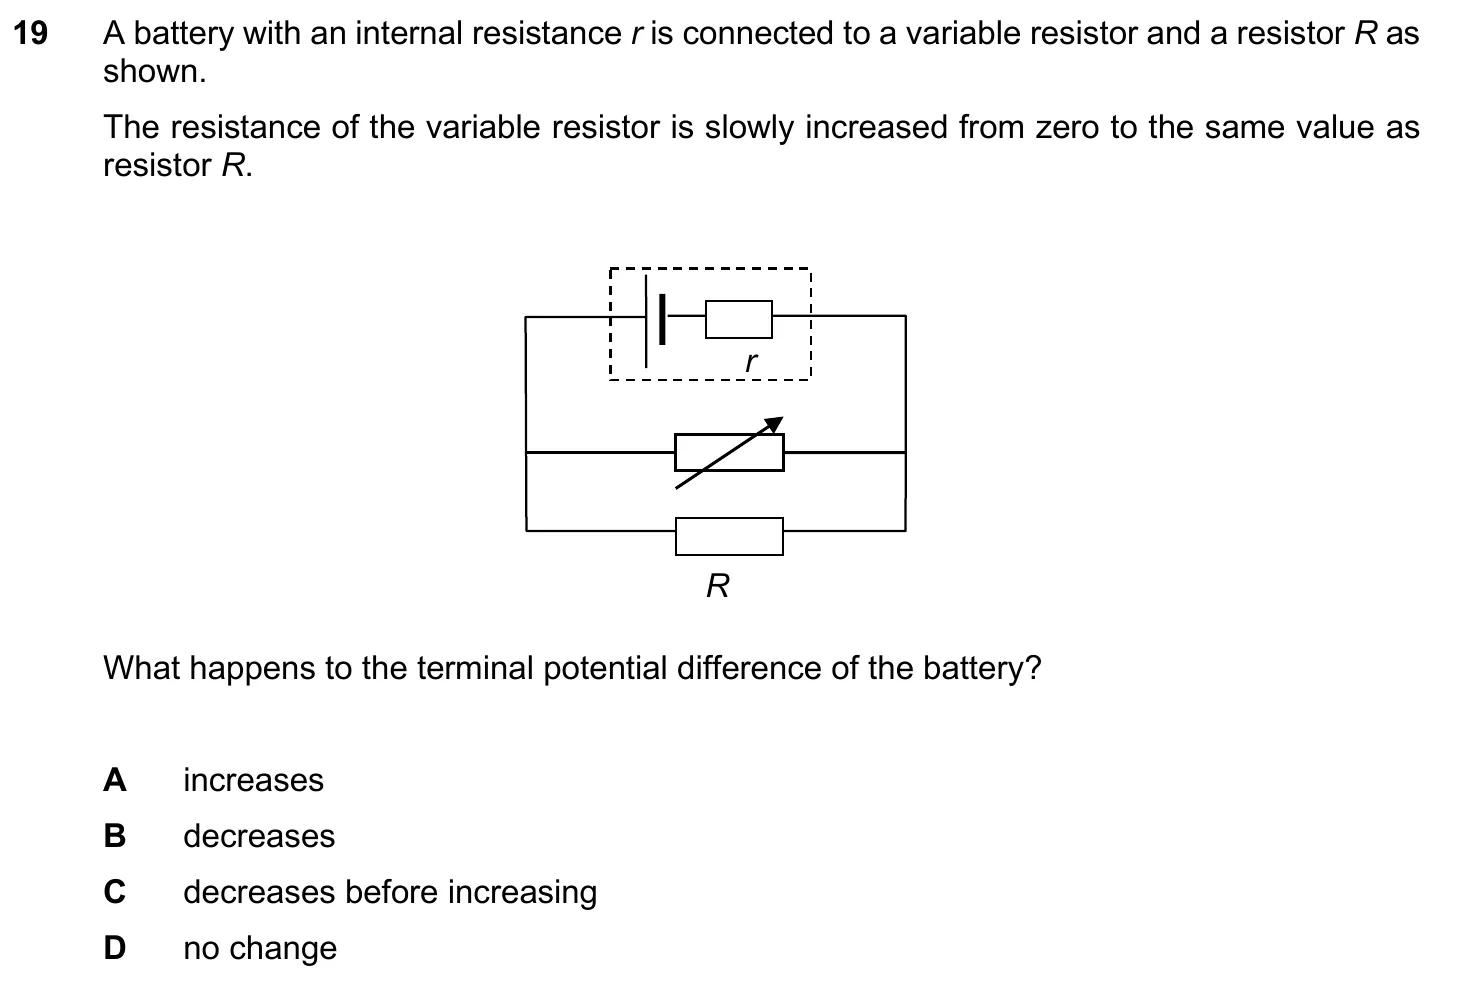 19 A battery with an internal resistance r is connected to a variable resistor and a resistor R as
shown.
The resistance of the variable resistor is slowly increased from zero to the same value as
resistor R.
r
R
What happens to the terminal potential difference of the battery?
A increases
B decreases
C decreases before increasing
D no change